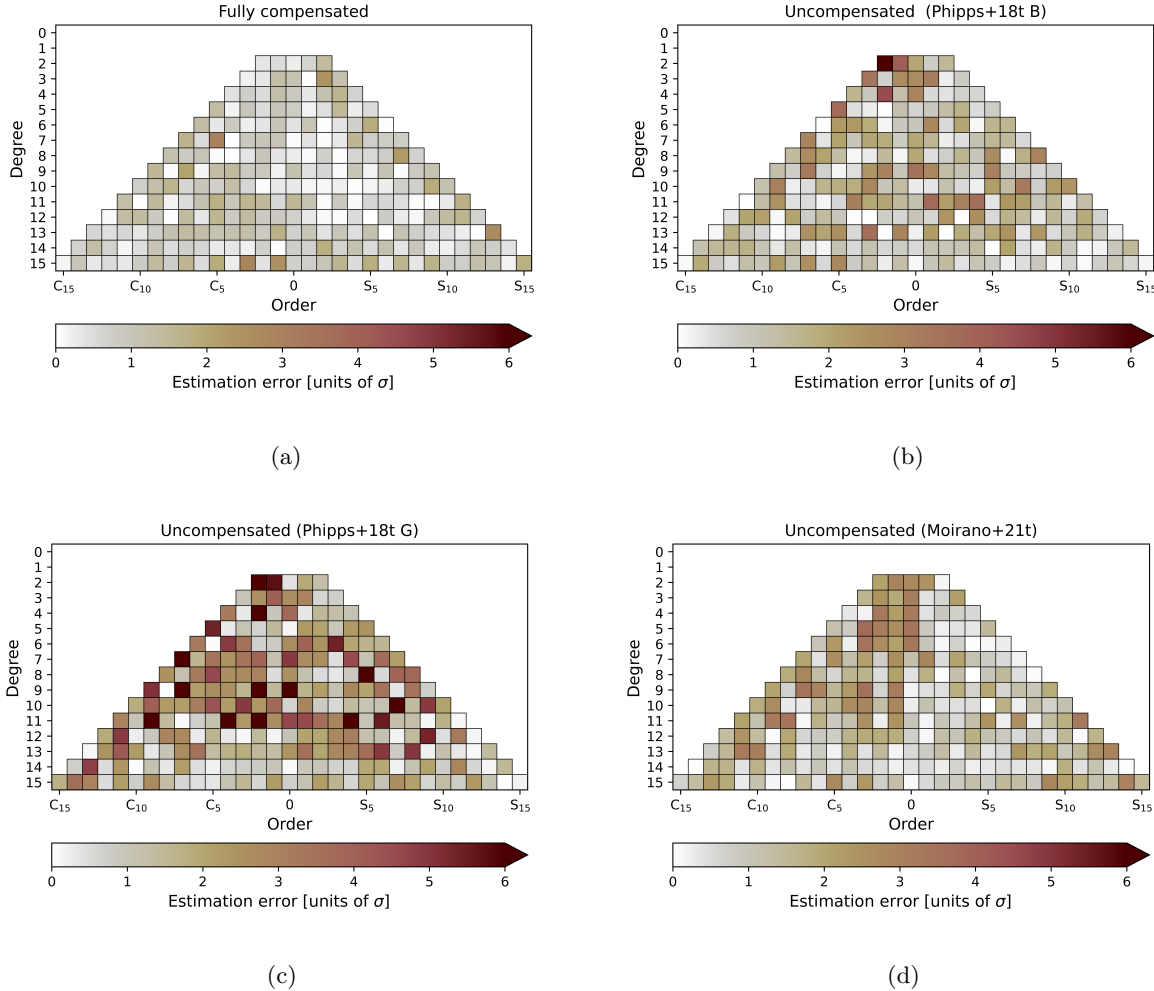 Fully compensated
0
1
2
3
4
5
6
7
8
9
10
11
12
13
14
15
Degree
C15 C10 C5 0 S5 S10 S15
Order
0 1 2 3 4 5 6
Estimation error [units of σ]
(a)
Uncompensated (Phipps+18t B)
0
1
2
3
4
5
6
7
8
9
10
11
12
13
14
15
Degree
C15 C10 C5 0 S5 S10 S15
Order
0 1 2 3 4 5 6
Estimation error [units of σ]
(b)
Uncompensated (Phipps+18t G)
0
1
2
3
4
5
6
7
8
9
10
11
12
13
14
15
Degree
C15 C10 C5 0 S5 S10 S15
Order
0 1 2 3 4 5 6
Estimation error [units of σ]
(c)
Uncompensated (Moirano+21t)
0
1
2
3
4
5
6
7
8
9
10
11
12
13
14
15
Degree
C15 C10 C5 0 S5 S10 S15
Order
0 1 2 3 4 5 6
Estimation error [units of σ]
(d)